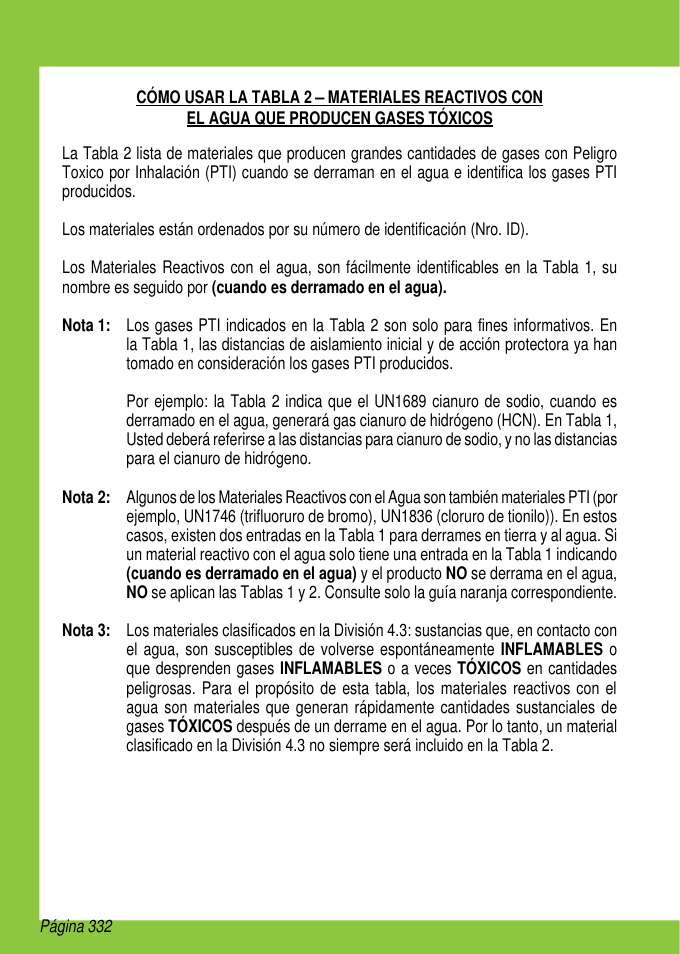 CÓMO USAR LA TABLA 2 – MATERIALES REACTIVOS CON
EL AGUA QUE PRODUCEN GASES TÓXICOS
La Tabla 2 lista de materiales que producen grandes cantidades de gases con Peligro
Toxico por Inhalación (PTI) cuando se derraman en el agua e identifica los gases PTI
producidos.
Los materiales están ordenados por su número de identificación (Nro. ID).
Los Materiales Reactivos con el agua, son fácilmente identificables en la Tabla 1, su
nombre es seguido por (cuando es derramado en el agua).
Nota 1: Los gases PTI indicados en la Tabla 2 son solo para fines informativos. En
la Tabla 1, las distancias de aislamiento inicial y de acción protectora ya han
tomado en consideración los gases PTI producidos.
Por ejemplo: la Tabla 2 indica que el UN1689 cianuro de sodio, cuando es
derramado en el agua, generará gas cianuro de hidrógeno (HCN). En Tabla 1,
Usted deberá referirse a las distancias para cianuro de sodio, y no las distancias
para el cianuro de hidrógeno.
Nota 2: Algunos de los Materiales Reactivos con el Agua son también materiales PTI (por
ejemplo, UN1746 (trifluoruro de bromo), UN1836 (cloruro de tionilo)). En estos
casos, existen dos entradas en la Tabla 1 para derrames en tierra y al agua. Si
un material reactivo con el agua solo tiene una entrada en la Tabla 1 indicando
(cuando es derramado en el agua) y el producto NO se derrama en el agua,
NO se aplican las Tablas 1 y 2. Consulte solo la guía naranja correspondiente.
Nota 3: Los materiales clasificados en la División 4.3: sustancias que, en contacto con
el agua, son susceptibles de volverse espontáneamente INFLAMABLES o
que desprenden gases INFLAMABLES o a veces TÓXICOS en cantidades
peligrosas. Para el propósito de esta tabla, los materiales reactivos con el
agua son materiales que generan rápidamente cantidades sustanciales de
gases TÓXICOS después de un derrame en el agua. Por lo tanto, un material
clasificado en la División 4.3 no siempre será incluido en la Tabla 2.
Página 332